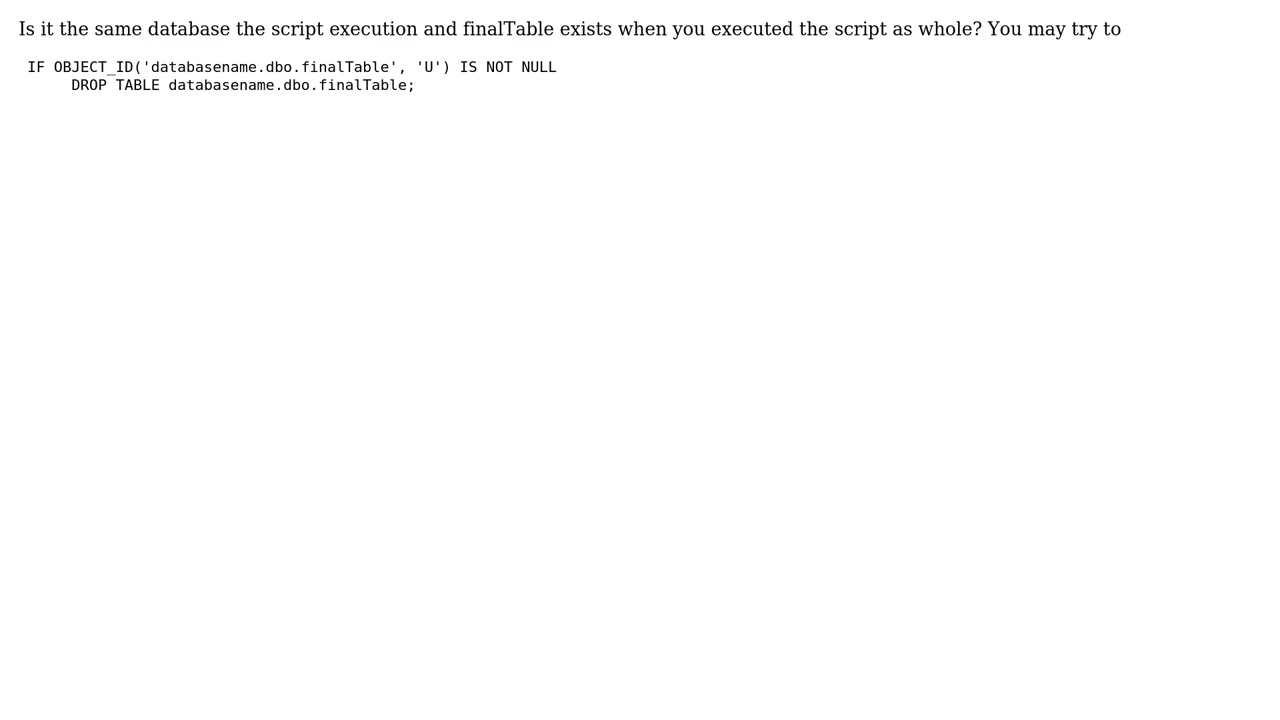 Is it the same database the script execution and finalTable exists when you executed the script as whole? You may try to
IF OBJECT_ID('databasename.dbo.finalTable', 'U') IS NOT NULL
DROP TABLE databasename.dbo.finalTable;